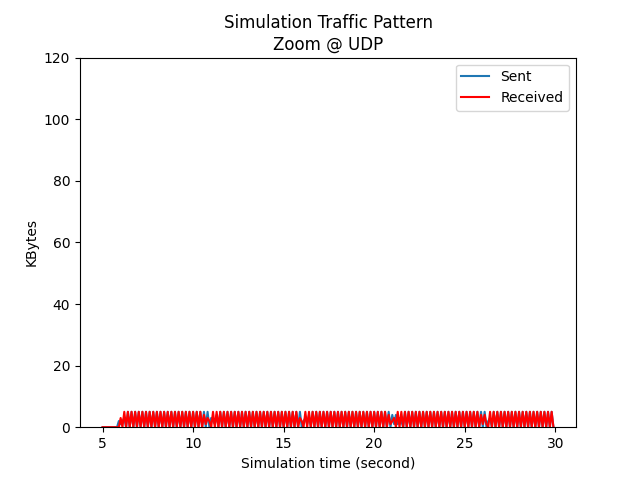 Simulation Traffic Pattern
Zoom @ UDP
120
100
80
60
40
20
0
KBytes
Sent
Received
5 10 15 20 25 30
Simulation time (second)